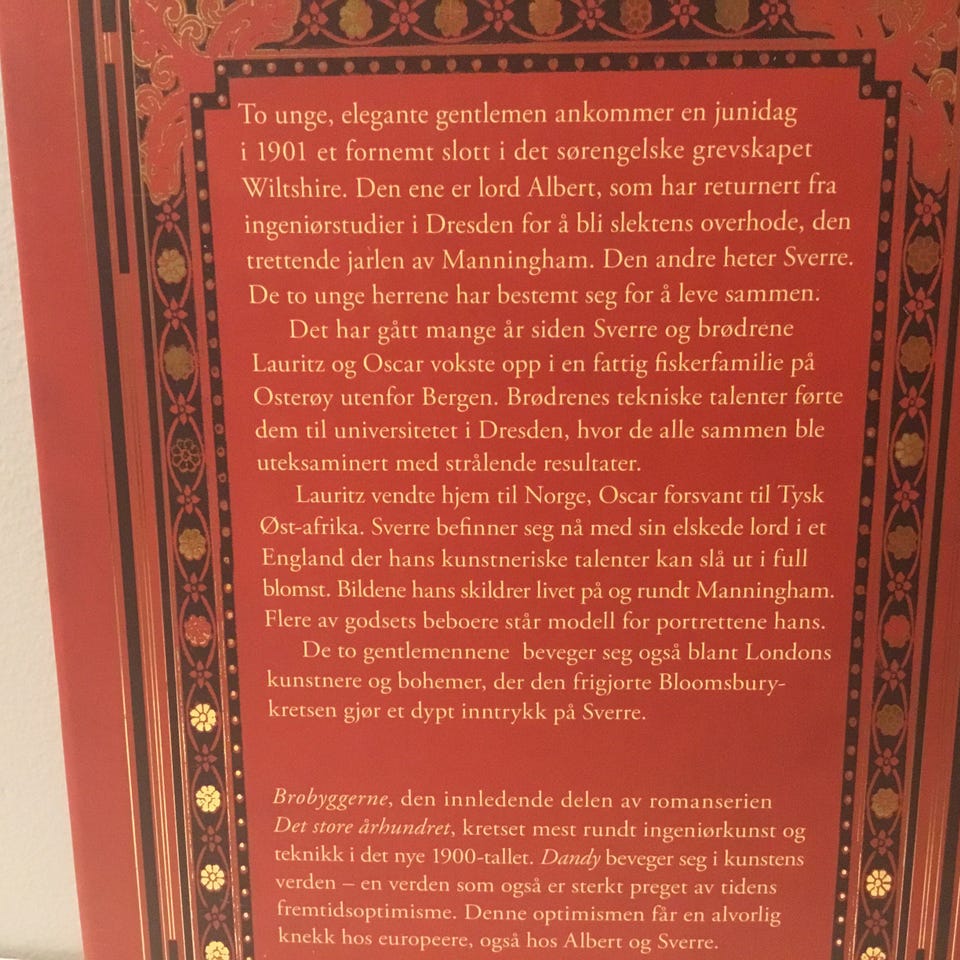 To unge, elegante gentlemen ankommer en junidag
i 1901 et fornemt slott i det sørengelske grevskapet
Wiltshire. Den ene er lord Albert, som har returnert fra
ingeniørstudier i Dresden for å bli slektens overhode, den
trettende jarlen av Manningham. Den andre heter Sverre.
De to unge herrene har bestemt seg for å leve sammen.
Det har gått mange år siden Sverre og brødrene
Lauritz og Oscar vokste opp i en fattig fiskerfamilie på
Osterøy utenfor Bergen. Brødrenes tekniske talenter førte
dem til universitetet i Dresden, hvor de alle sammen ble
uteksaminert med strålende resultater.
Lauritz vendte hjem til Norge, Oscar forsvant til Tysk
Øst-afrika. Sverre befinner seg nå med sin elskede lord i et
England der hans kunstneriske talenter kan slå ut i full
blomst. Bildene hans skildrer livet på og rundt Manningham.
Flere av godsets beboere står modell for portrettene hans.
De to gentlemennene beveger seg også blant Londons
kunstnere og bohemer, der den frigjorte Bloomsbury-
kretsen gjør et dypt inntrykk på Sverre.
Brobyggerne, den innledende delen av romanserien
Det store århundret, kretset mest rundt ingeniørkunst og
teknikk i det nye 1900-tallet. Dandy beveger seg i kunstens
verden – en verden som også er sterkt preget av tidens
fremtidsoptimisme. Denne optimismen får en alvorlig
knekk hos europeere, også hos Albert og Sverre.